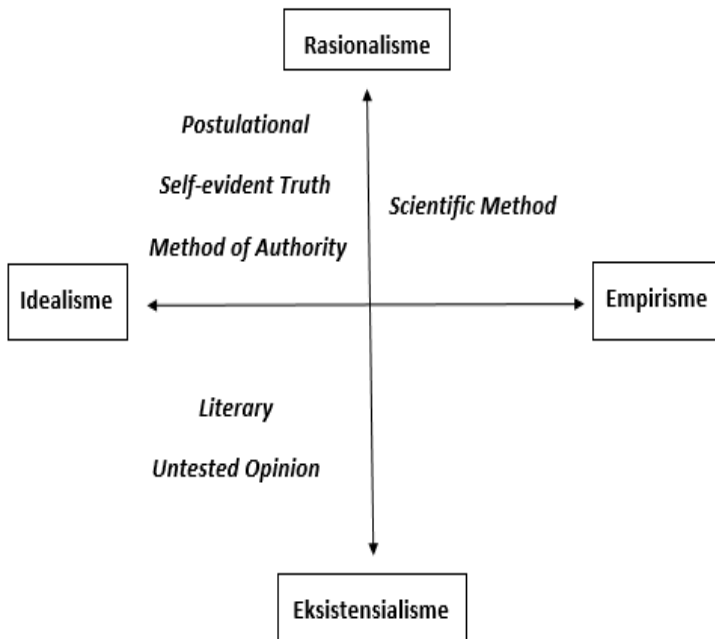 Rasionalisme
Postulational
Self-evident Truth
Scientific Method
Method of Authority
Idealisme
Empirisme
Literary
Untested Opinion
Eksistensialisme